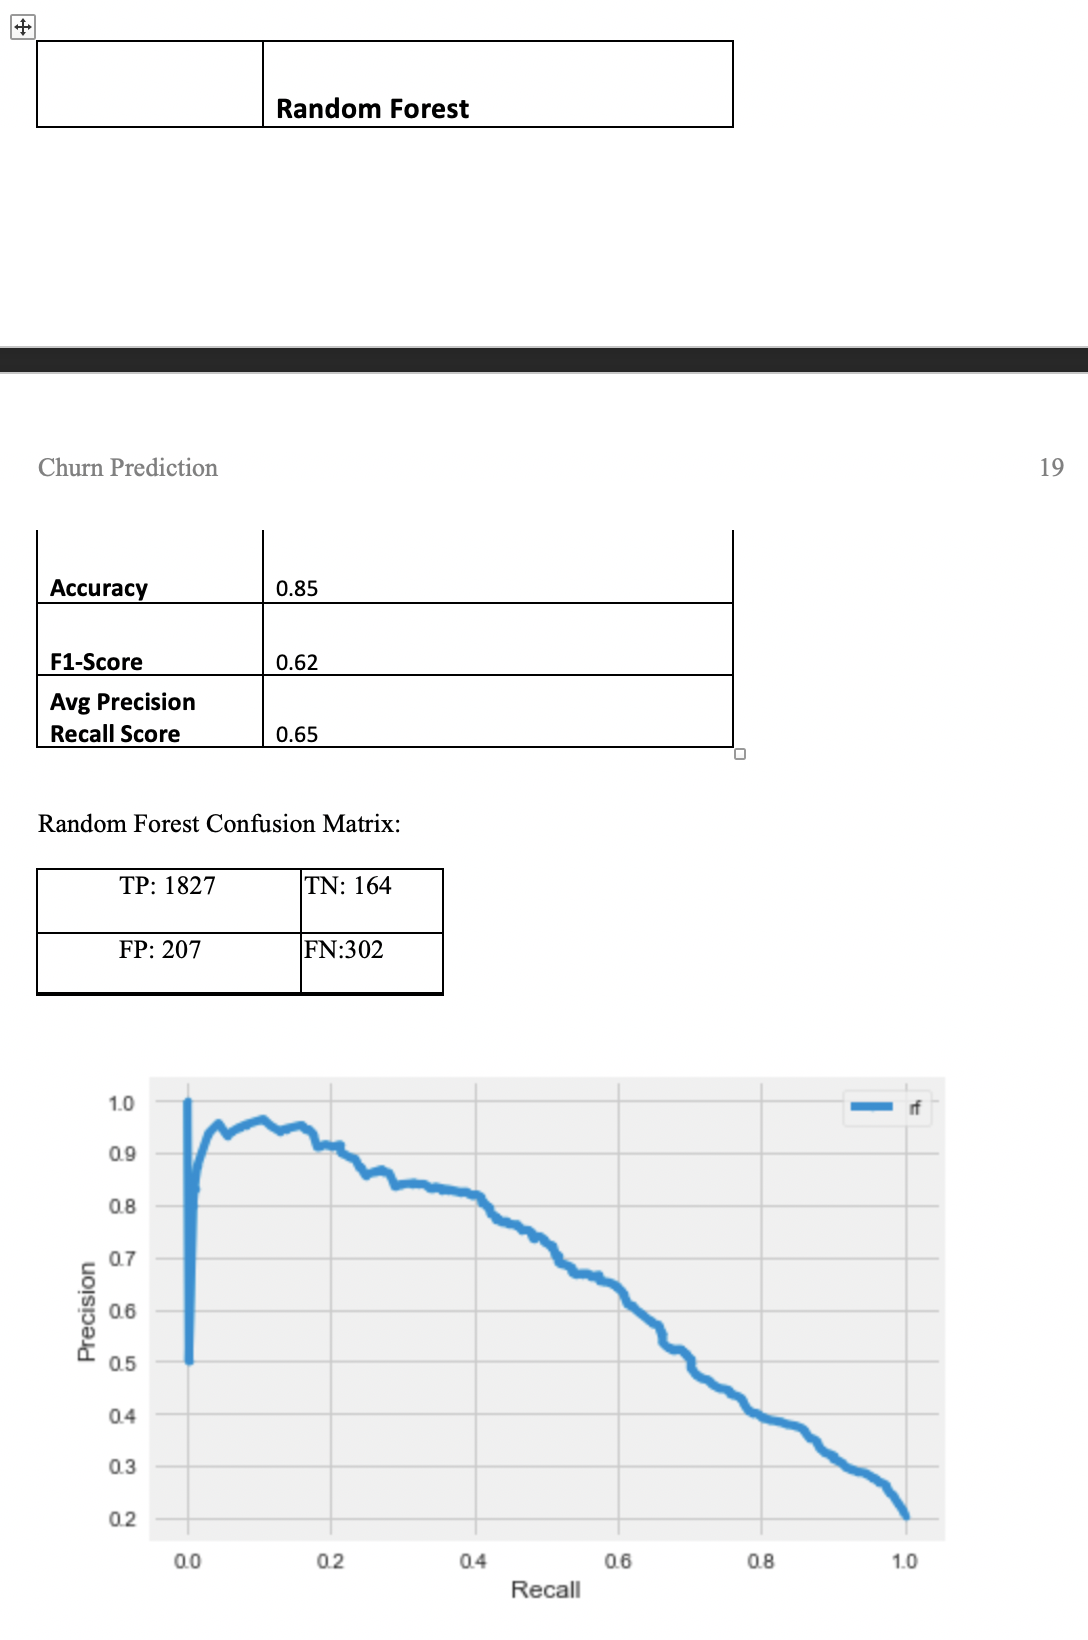 Random Forest
Churn Prediction 19
Accuracy 0.85
F1-Score 0.62
Avg Precision
Recall Score 0.65
Random Forest Confusion Matrix:
TP: 1827 TN: 164
FP: 207 FN:302
rf
1.0
0.9
0.8
0.7
0.6
0.5
0.4
0.3
0.2
Precision
0.0 0.2 0.4 0.6 0.8 1.0
Recall